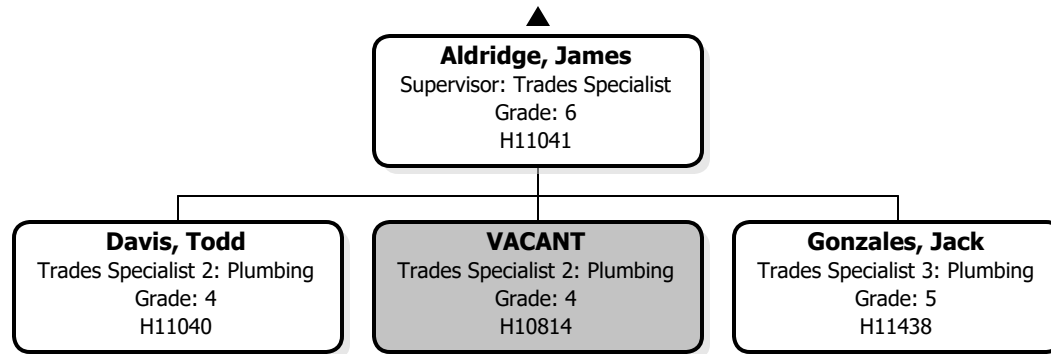 Aldridge, James
Supervisor: Trades Specialist
Grade: 6
H11041
Davis, Todd
Trades Specialist 2: Plumbing
Grade: 4
H11040
VACANT
Trades Specialist 2: Plumbing
Grade: 4
H10814
Gonzales, Jack
Trades Specialist 3: Plumbing
Grade: 5
H11438